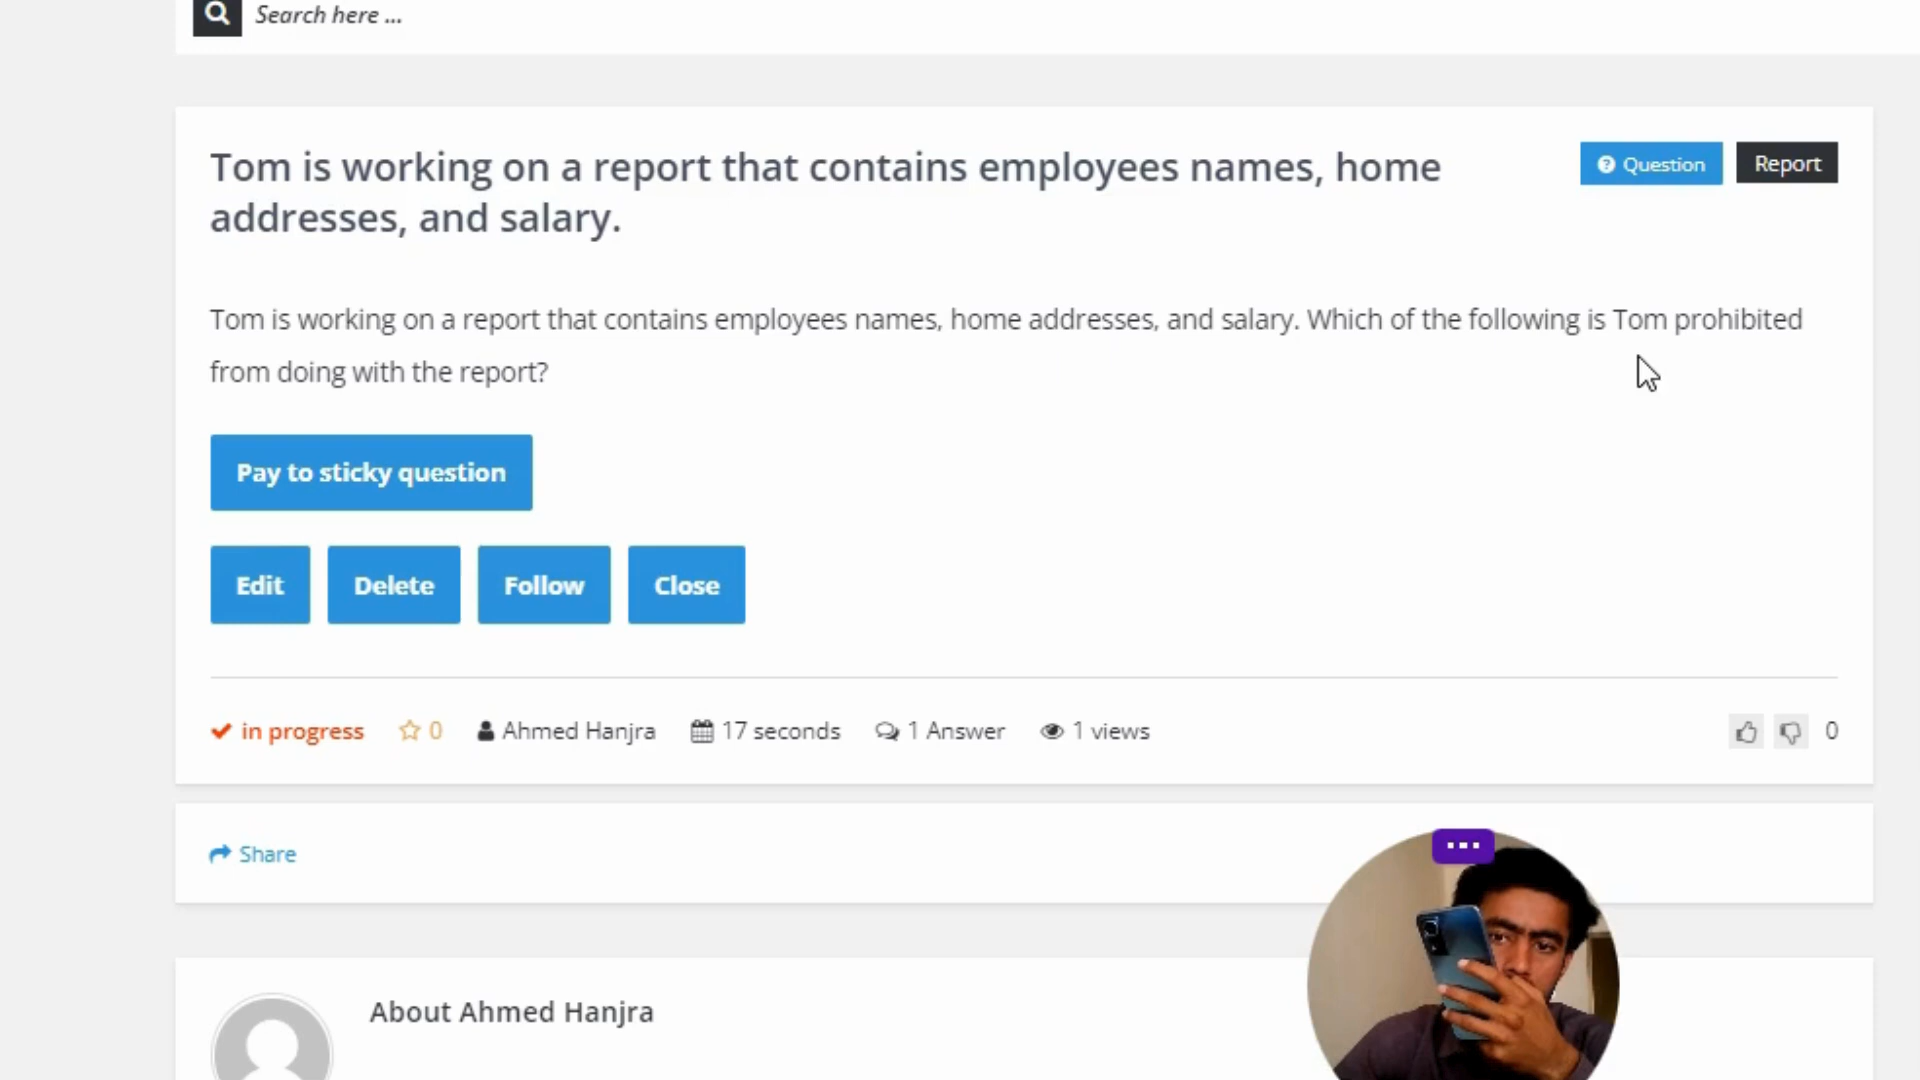 Search here ...
Tom is working on a report that contains employees names, home
addresses, and salary.
Question
Report
Tom is working on a report that contains employees names, home addresses, and salary. Which of the following is Tom prohibited
from doing with the report?
Pay to sticky question
Edit
Delete
Follow
Close
in progress
0
Ahmed Hanjra
17 seconds
1 Answer
1 views
0
Share
About Ahmed Hanjra